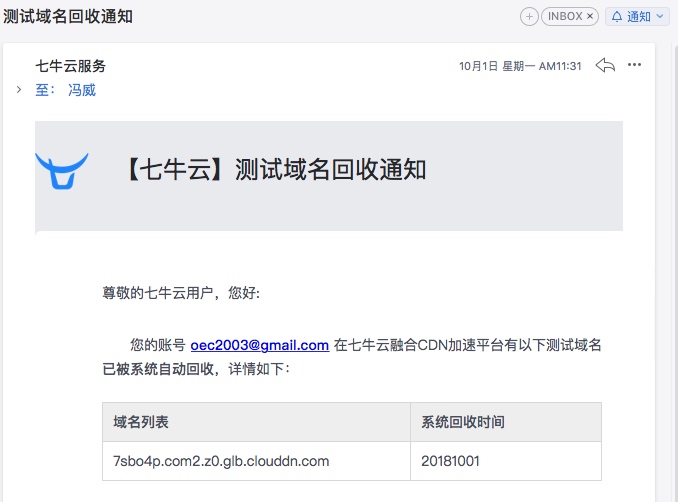 测试域名回收通知
INBOX × 通知
七牛云服务
10月1日 星期一 AM11:31
至： 冯威
【七牛云】测试域名回收通知
尊敬的七牛云用户，您好:
您的账号 oec2003@gmail.com 在七牛云融合CDN加速平台有以下测试域名
已被系统自动回收，详情如下：
域名列表 系统回收时间
7sbo4p.com2.z0.glb.clouddn.com 20181001